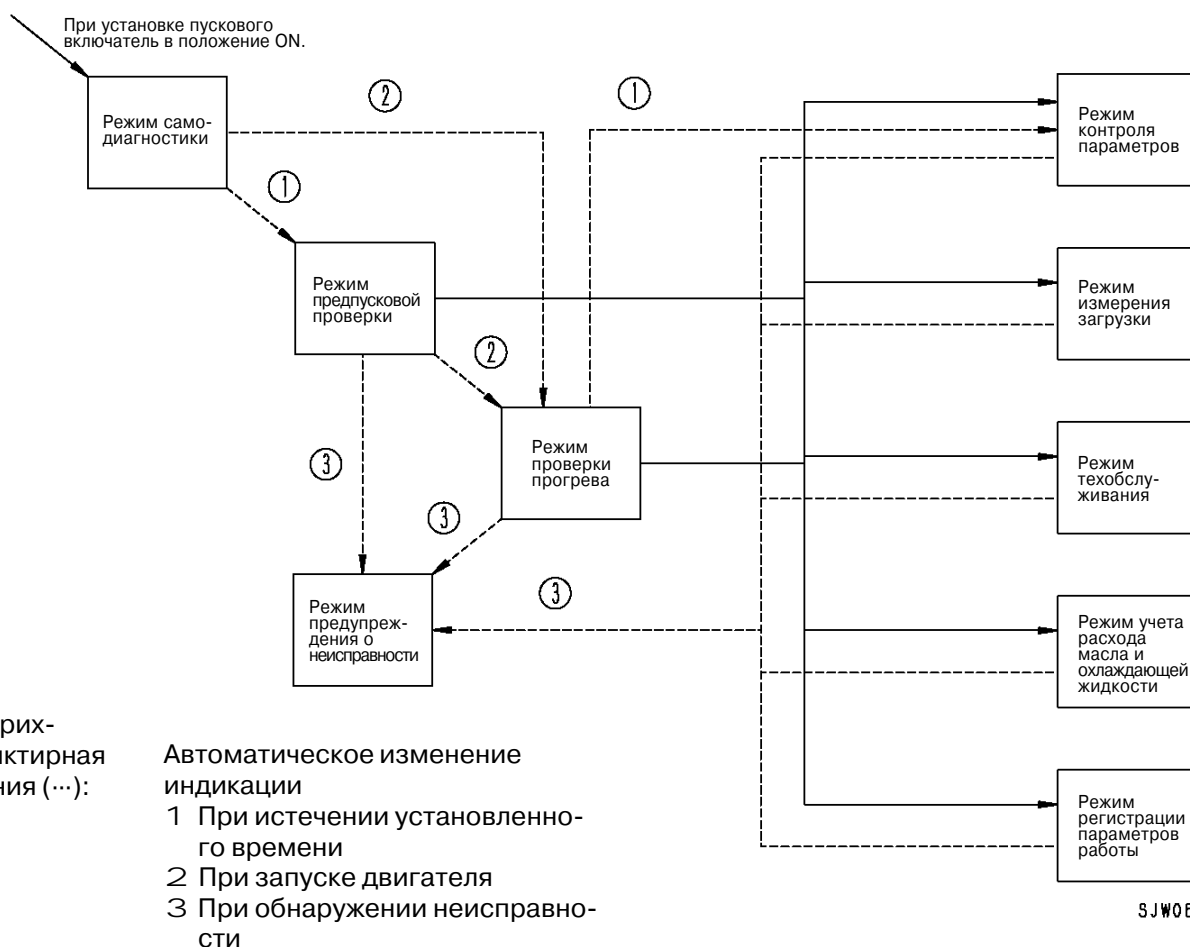 При установке пускового
включатель в положение ON.
Режим само-
диагностики
2
1
1
Режим
контроля
параметров
Режим
предпусковой
проверки
Режим
измерения
загрузки
2
3
Режим
проверки
прогрева
Режим
техобслу-
живания
3
Режим
предупреж-
дения о
неисправности
3
Режим учета
расхода
масла и
охлаждающей
жидкости
Режим
регистрации
параметров
работы
рих-
ктирная
ния (...):
Автоматическое изменение
индикации
1 При истечении установленно-
го времени
2 При запуске двигателя
3 При обнаружении неисправно-
сти